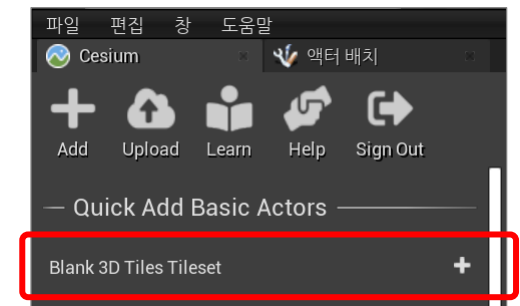 파일 편집 창 도움말
Cesium 액터 배치
Add Upload Learn Help Sign Out
Quick Add Basic Actors
Blank 3D Tiles Tileset